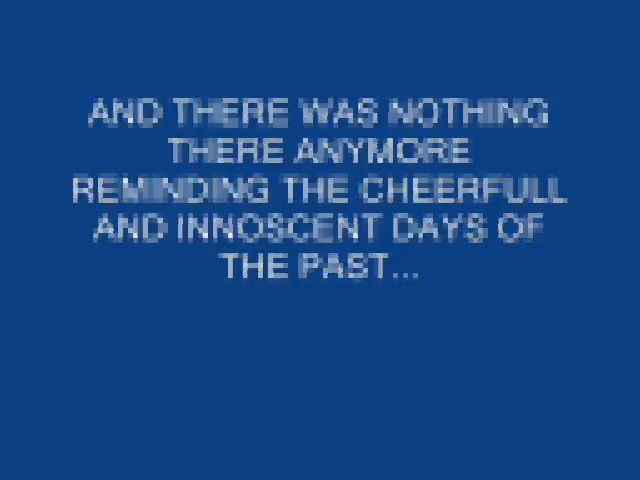 AND THERE WAS NOTHING
THERE ANYMORE
REMINDING THE CHEERFULL
AND INNOSCENT DAYS OF
THE PAST...